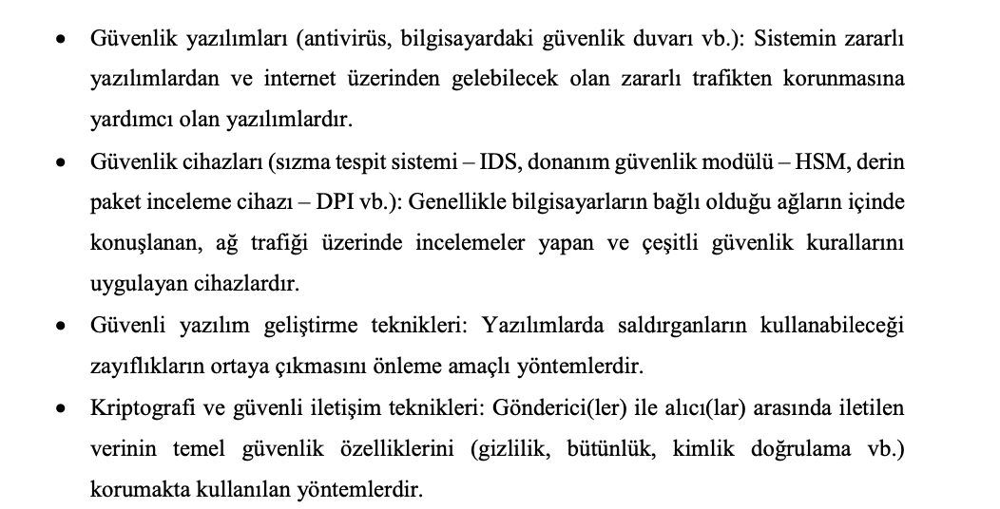 • Güvenlik yazılımları (antivirüs, bilgisayardaki güvenlik duvarı vb.): Sistemin zararlı
yazılımlardan ve internet üzerinden gelebilecek olan zararlı trafikten korunmasına
yardımcı olan yazılımlardır.
• Güvenlik cihazları (sızma tespit sistemi – IDS, donanım güvenlik modülü – HSM, derin
paket inceleme cihazı – DPI vb.): Genellikle bilgisayarların bağlı olduğu ağların içinde
konuşlanan, ağ trafiği üzerinde incelemeler yapan ve çeşitli güvenlik kurallarını
uygulayan cihazlardır.
• Güvenli yazılım geliştirme teknikleri: Yazılımlarda saldırganların kullanabileceği
zayıflıkların ortaya çıkmasını önleme amaçlı yöntemlerdir.
• Kriptografi ve güvenli iletişim teknikleri: Gönderici(ler) ile alıcı(lar) arasında iletilen
verinin temel güvenlik özelliklerini (gizlilik, bütünlük, kimlik doğrulama vb.)
korumakta kullanılan yöntemlerdir.